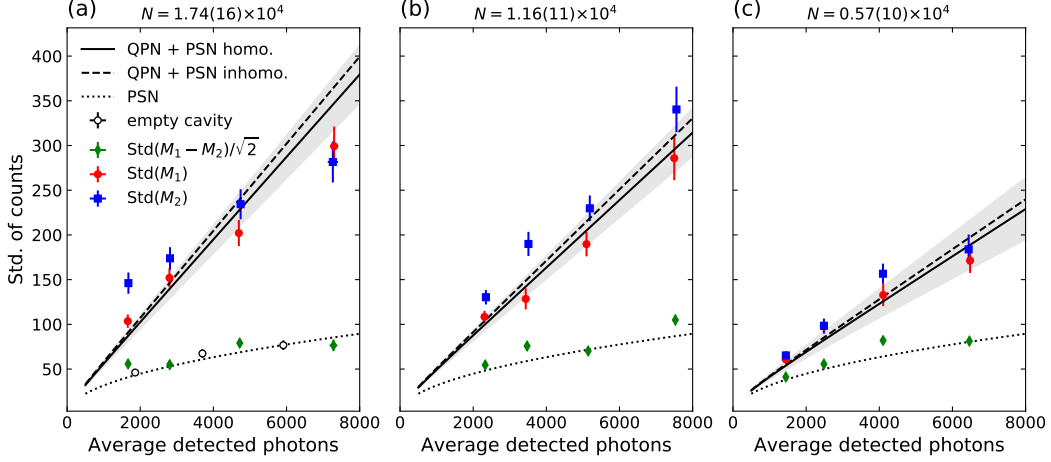 (a) N = 1.74(16)×10⁴
(b) N = 1.16(11)×10⁴
(c) N = 0.57(10)×10⁴
Std. of counts
400
350
300
250
200
150
100
50
QPN + PSN homo.
QPN + PSN inhomo.
PSN
empty cavity
Std(M₁ − M₂)/√2
Std(M₁)
Std(M₂)
0 2000 4000 6000 8000
0 2000 4000 6000 8000
0 2000 4000 6000 8000
Average detected photons
Average detected photons
Average detected photons